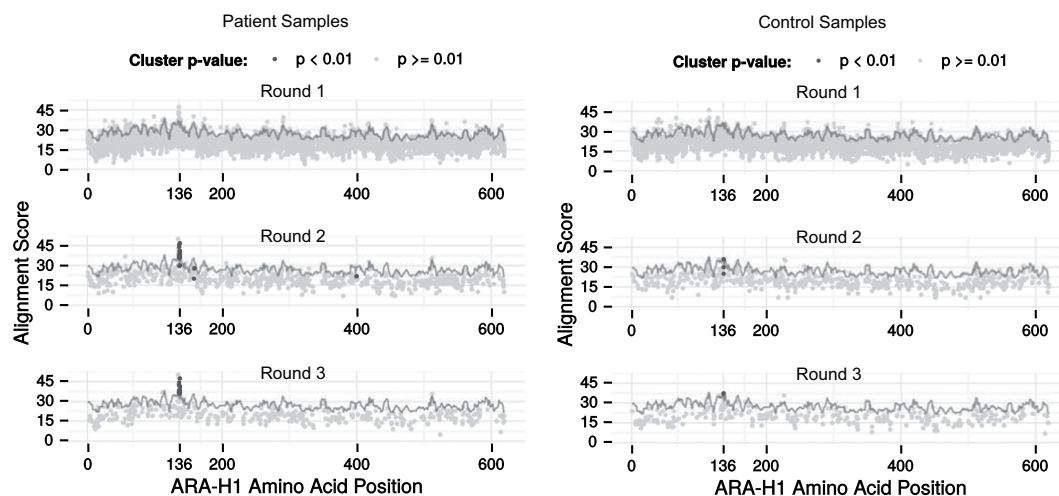 Patient Samples
Cluster p-value: p < 0.01 p >= 0.01
Round 1
45
30
15
0
0 136 200 400 600
Round 2
45
30
15
0
0 136 200 400 600
Round 3
45
30
15
0
0 136 200 400 600
Alignment Score
ARA-H1 Amino Acid Position
Control Samples
Cluster p-value: p < 0.01 p >= 0.01
Round 1
45
30
15
0
0 136 200 400 600
Round 2
45
30
15
0
0 136 200 400 600
Round 3
45
30
15
0
0 136 200 400 600
Alignment Score
ARA-H1 Amino Acid Position